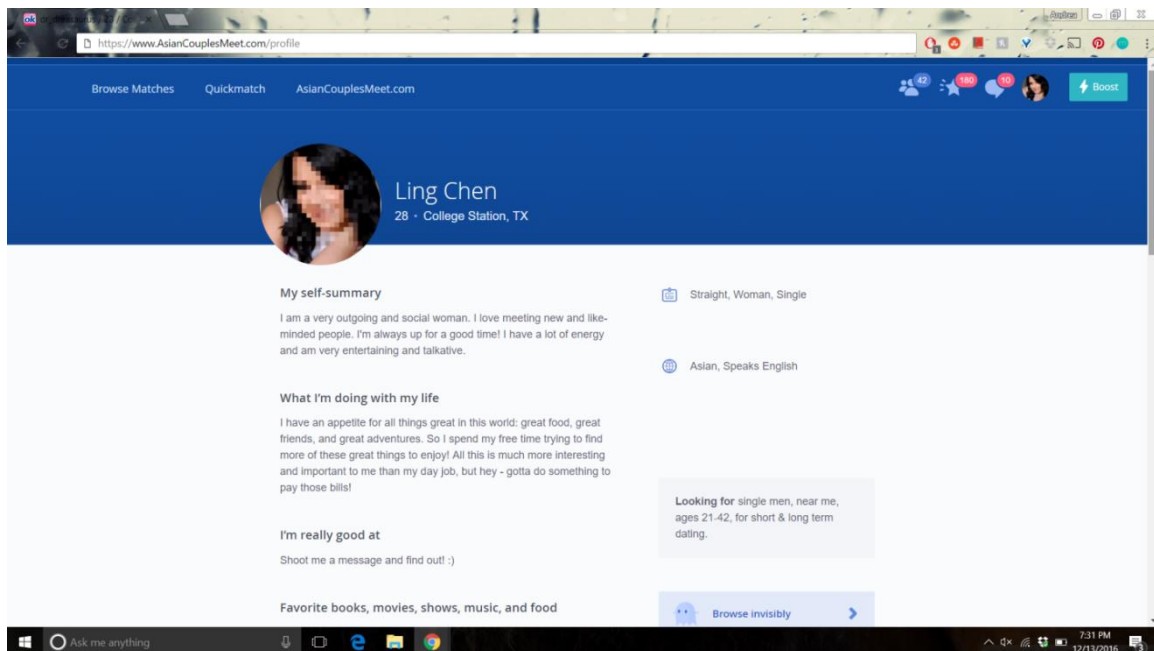 ok
Andrea
https://www.AsianCouplesMeet.com/profile
Browse Matches Quickmatch AsianCouplesMeet.com 42 180 10 Boost
Ling Chen
28 · College Station, TX
My self-summary
I am a very outgoing and social woman. I love meeting new and like-
minded people. I'm always up for a good time! I have a lot of energy
and am very entertaining and talkative.
What I'm doing with my life
I have an appetite for all things great in this world: great food, great
friends, and great adventures. So I spend my free time trying to find
more of these great things to enjoy! All this is much more interesting
and important to me than my day job, but hey - gotta do something to
pay those bills!
I'm really good at
Shoot me a message and find out! :)
Favorite books, movies, shows, music, and food
Straight, Woman, Single
Asian, Speaks English
Looking for single men, near me,
ages 21-42, for short & long term
dating.
Browse invisibly
Ask me anything
7:31 PM
12/13/2016